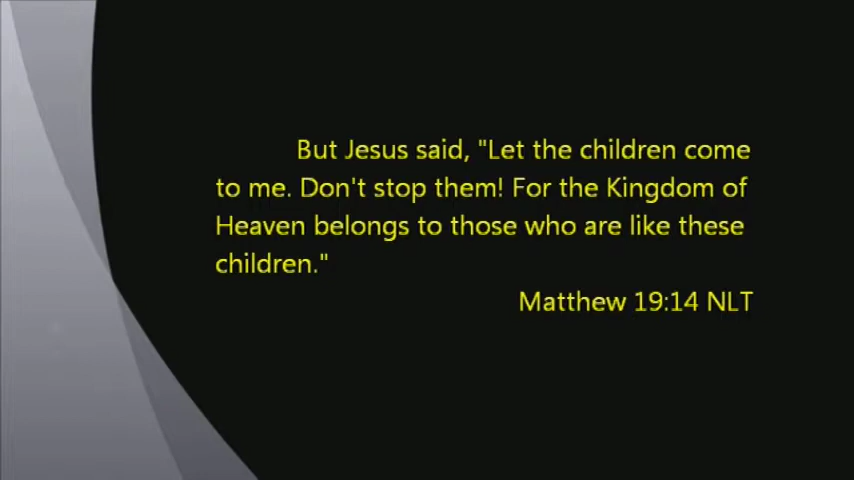 But Jesus said, "Let the children come
to me. Don't stop them! For the Kingdom of
Heaven belongs to those who are like these
children."
Matthew 19:14 NLT